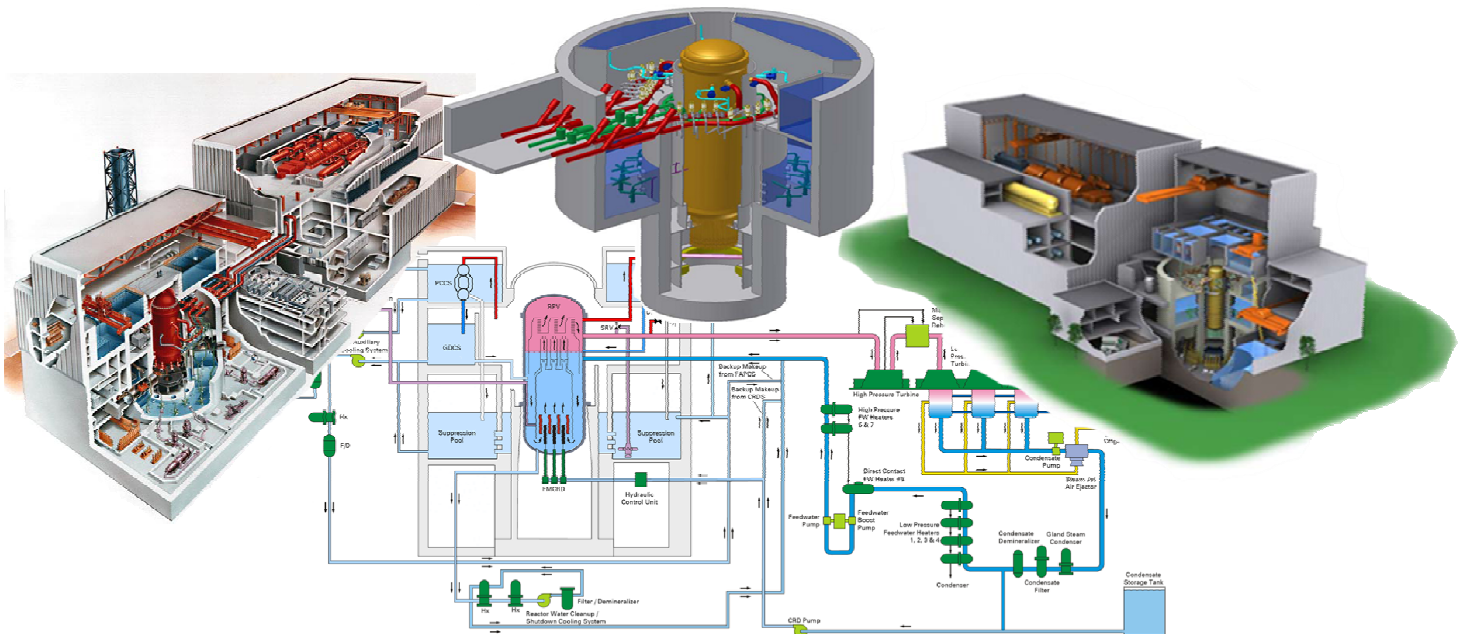 PCCS
RPV
SRV
Auxiliary
Cooling System
GDCS
Backup Makeup
from FAPCS
Backup Makeup
from CRDS
High Pressure Turbine
Hx
F/D
Suppression
Pool
Suppression
Pool
High Pressure
FW Heaters
6 & 7
Condensate
Pump
Steam Jet
Air Ejector
Direct Contact
FW Heater #5
FMCRD
Hydraulic
Control Unit
Feedwater
Pump
Feedwater
Boost
Pump
Low Pressure
Feedwater Heaters
1, 2, 3 & 4
Condensate
Demineralizer
Gland Steam
Condenser
Condenser
Condensate
Filter
Condensate
Storage Tank
Hx
Hx
Filter / Demineralizer
Reactor Water Cleanup /
Shutdown Cooling System
CRD Pump